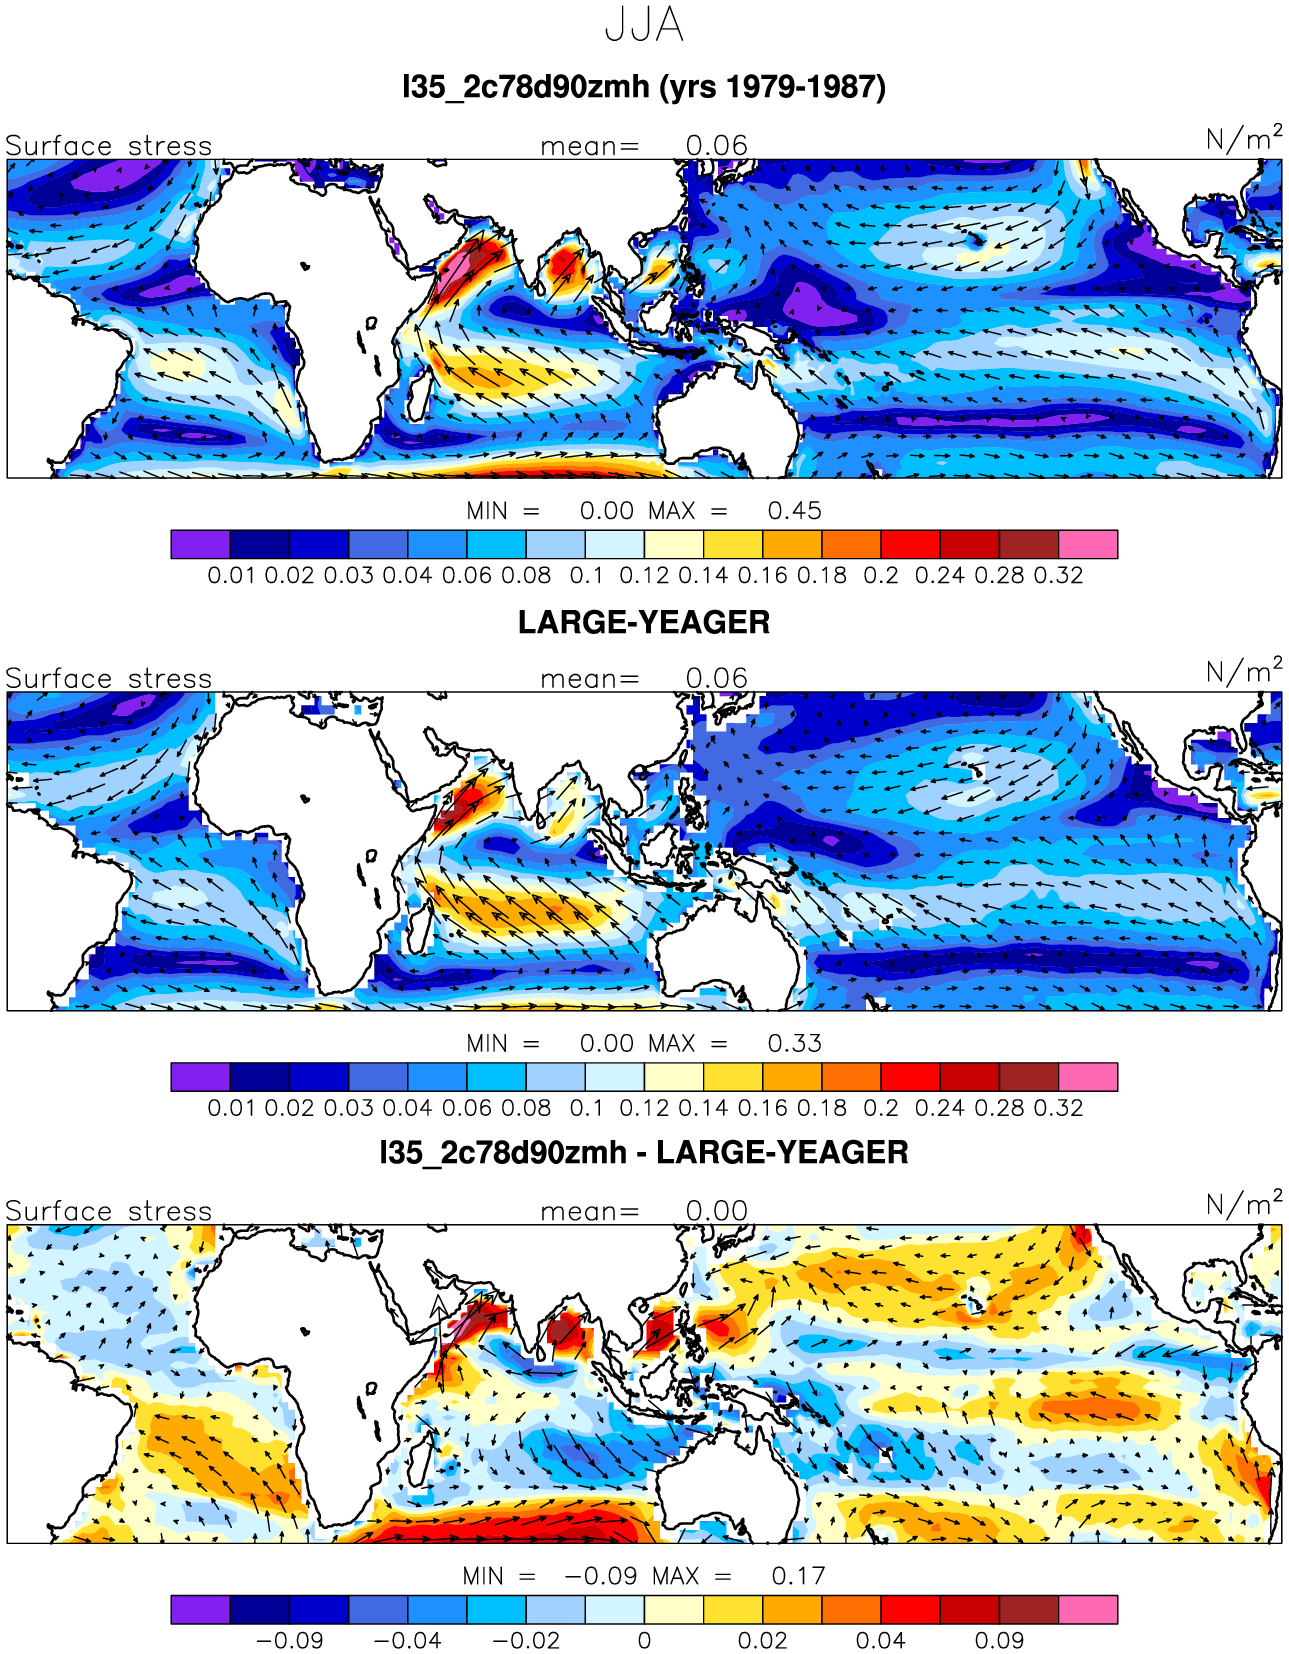 JJA
l35_2c78d90zmh (yrs 1979-1987)
Surface stress mean= 0.06 N/m²
MIN = 0.00 MAX = 0.45
0.01 0.02 0.03 0.04 0.06 0.08 0.1 0.12 0.14 0.16 0.18 0.2 0.24 0.28 0.32
LARGE-YEAGER
Surface stress mean= 0.06 N/m²
MIN = 0.00 MAX = 0.33
0.01 0.02 0.03 0.04 0.06 0.08 0.1 0.12 0.14 0.16 0.18 0.2 0.24 0.28 0.32
l35_2c78d90zmh - LARGE-YEAGER
Surface stress mean= 0.00 N/m²
MIN = −0.09 MAX = 0.17
−0.09 −0.04 −0.02 0 0.02 0.04 0.09